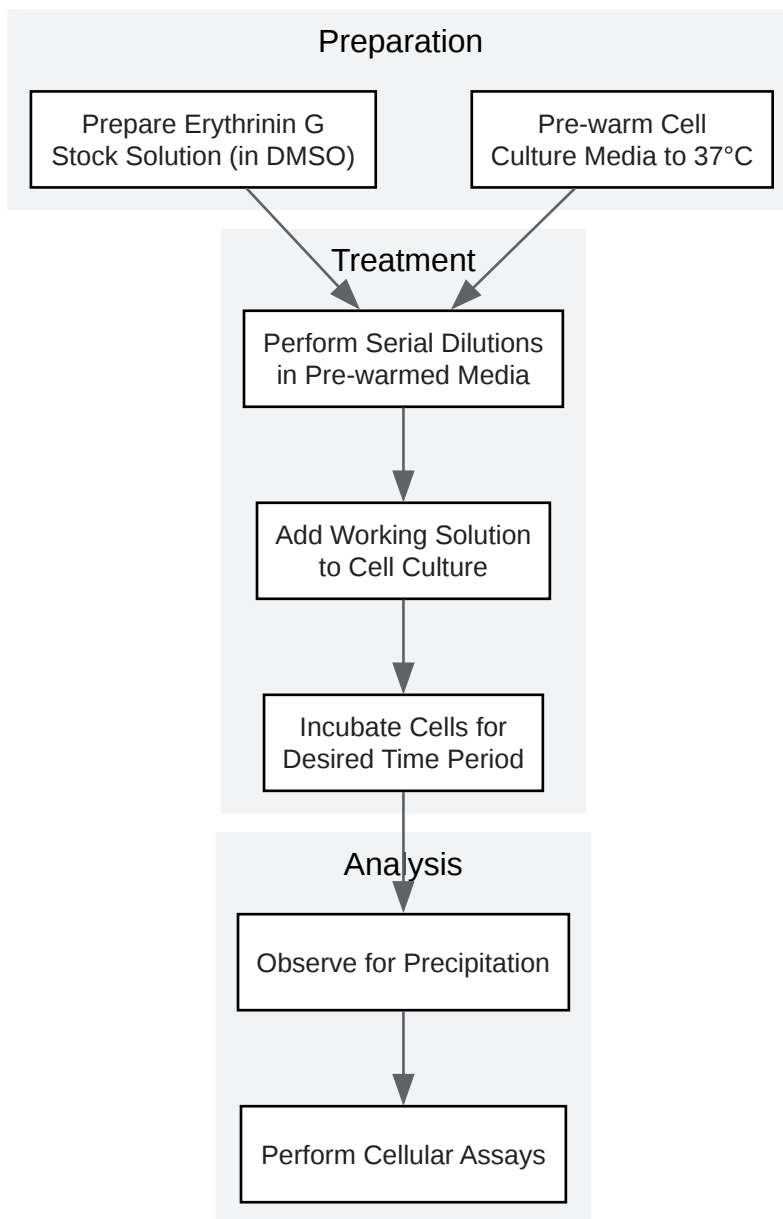 Preparation
Prepare Erythrinin G
Stock Solution (in DMSO)
Pre-warm Cell
Culture Media to 37°C
Treatment
Perform Serial Dilutions
in Pre-warmed Media
Add Working Solution
to Cell Culture
Incubate Cells for
Desired Time Period
Analysis
Observe for Precipitation
Perform Cellular Assays